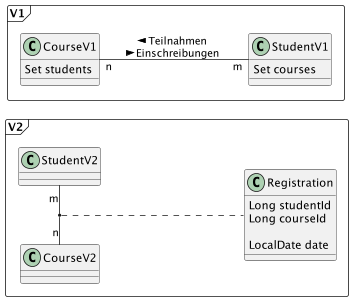 V1
C CourseV1
Set students
◄ Teilnahmen
►Einschreibungen
n
m
C StudentV1
Set courses
V2
C StudentV2
m
n
C CourseV2
C Registration
Long studentId
Long courseId
LocalDate date